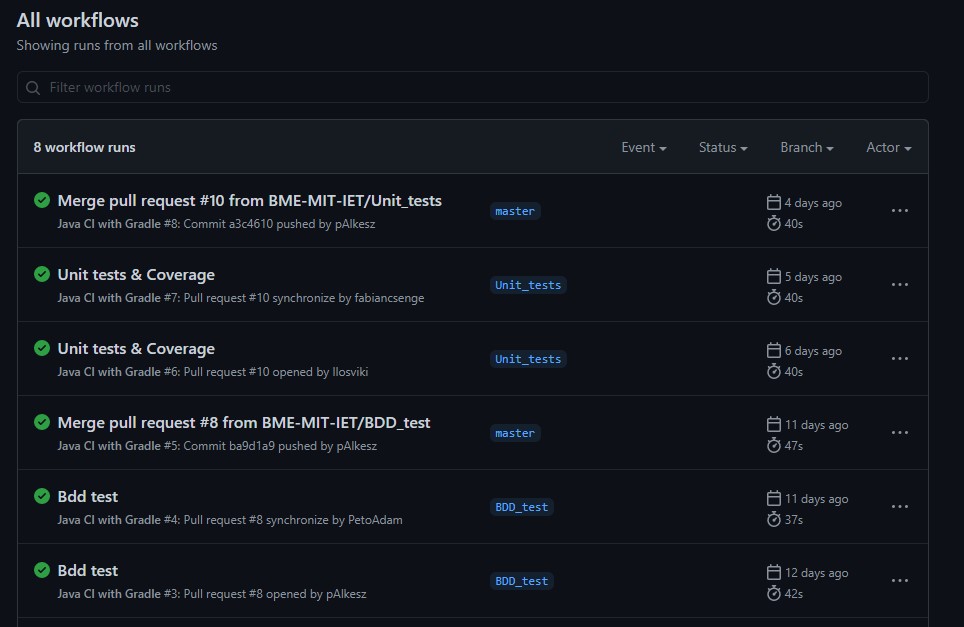 All workflows
Showing runs from all workflows
Filter workflow runs
8 workflow runs Event Status Branch Actor
Merge pull request #10 from BME-MIT-IET/Unit_tests
Java CI with Gradle #8: Commit a3c4610 pushed by pAlkesz
master
4 days ago
40s
Unit tests & Coverage
Java CI with Gradle #7: Pull request #10 synchronize by fabiancsenge
Unit_tests
5 days ago
40s
Unit tests & Coverage
Java CI with Gradle #6: Pull request #10 opened by llosviki
Unit_tests
6 days ago
40s
Merge pull request #8 from BME-MIT-IET/BDD_test
Java CI with Gradle #5: Commit ba9d1a9 pushed by pAlkesz
master
11 days ago
47s
Bdd test
Java CI with Gradle #4: Pull request #8 synchronize by PetoAdam
BDD_test
11 days ago
37s
Bdd test
Java CI with Gradle #3: Pull request #8 opened by pAlkesz
BDD_test
12 days ago
42s